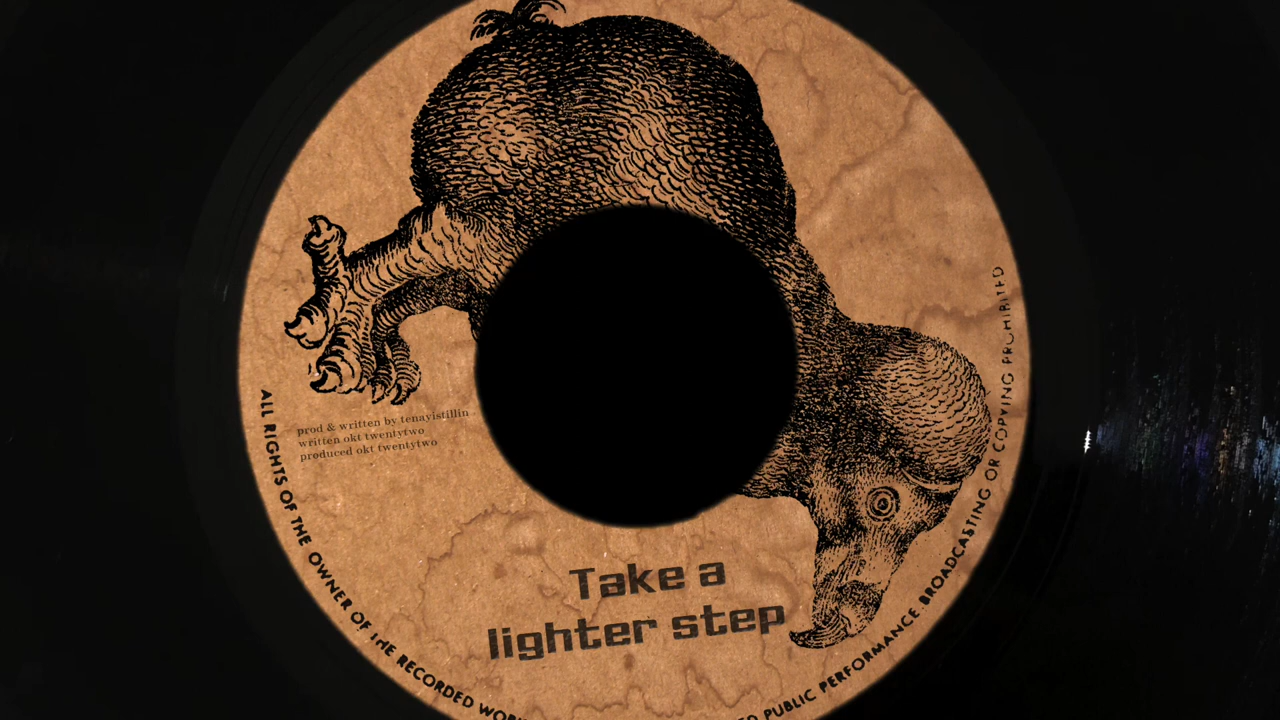 prod & written by tenayistillin
written okt twentytwo
produced okt twentytwo
Take a
lighter step
ALL RIGHTS OF THE OWNER OF THE RECORDED
PUBLIC PERFORMANCE BROADCASTING OR COPYING PROHIBITED